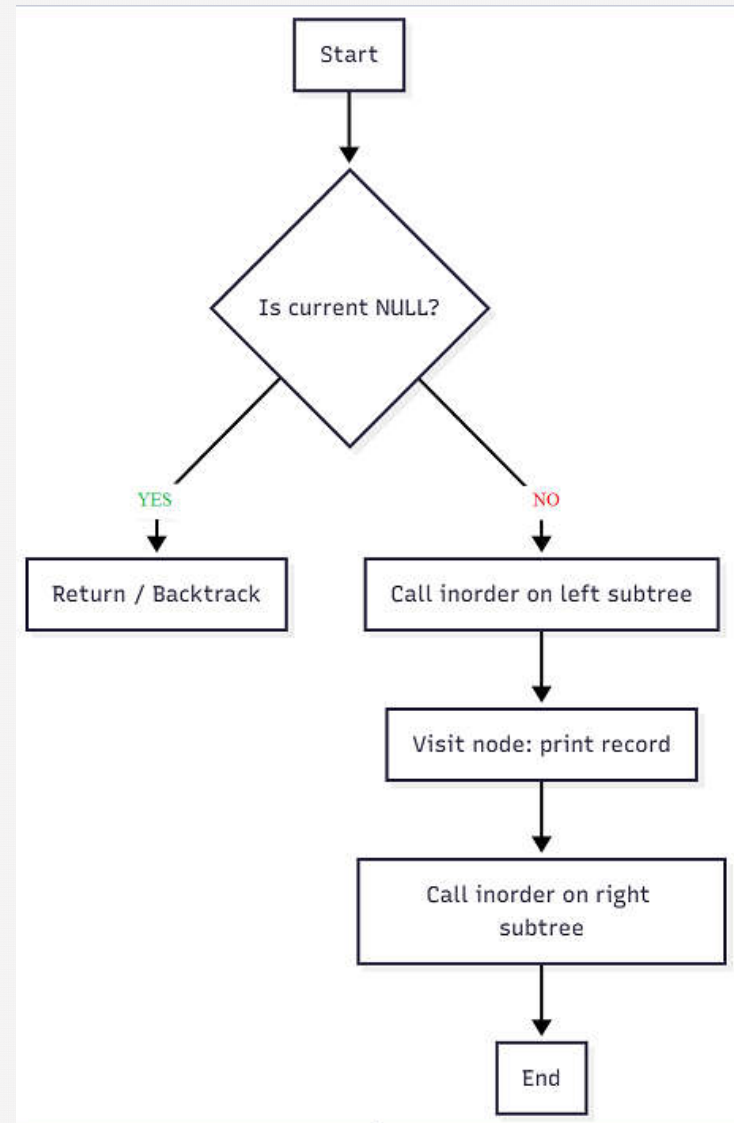 Start
Is current NULL?
YES
NO
Return / Backtrack
Call inorder on left subtree
Visit node: print record
Call inorder on right
subtree
End